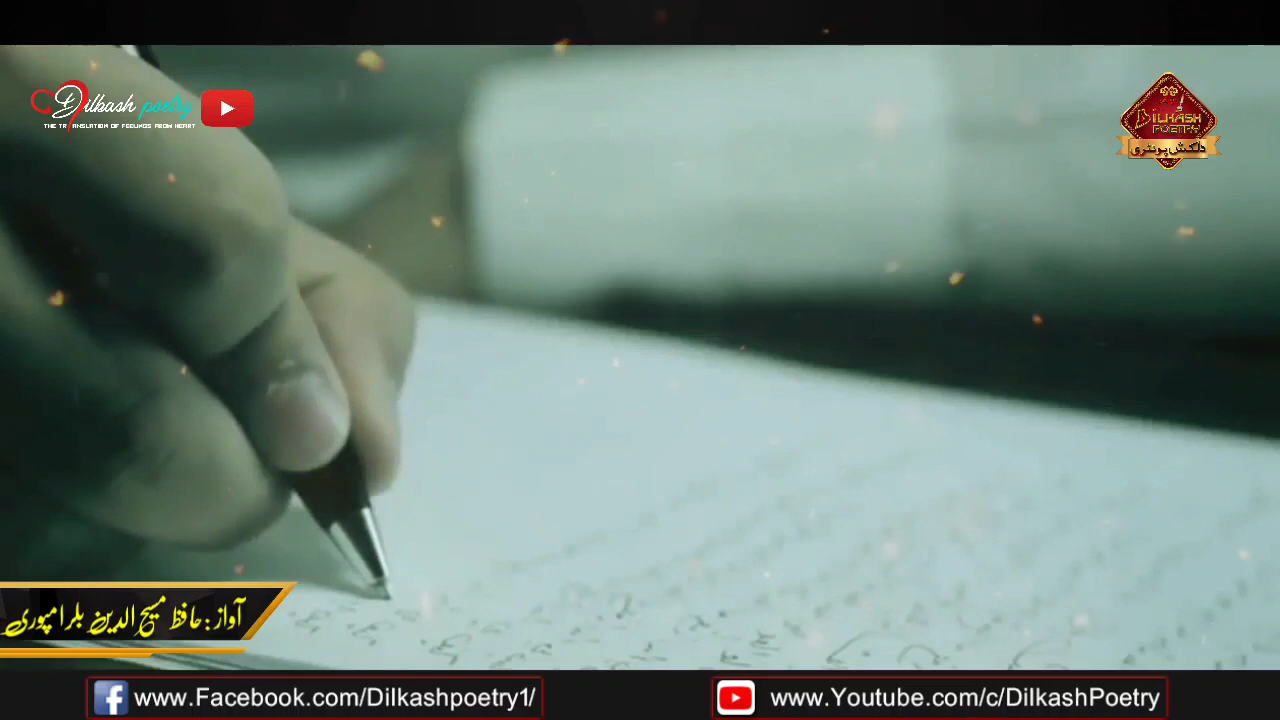 Dilkash poetry
THE TRANSLATION OF FEELINGS FROM HEART
DILKASH
POETRY
دلکش پوئٹری
آواز: حافظ مسیح الدین بلرامپوری
www.Facebook.com/Dilkashpoetry1/
www.Youtube.com/c/DilkashPoetry